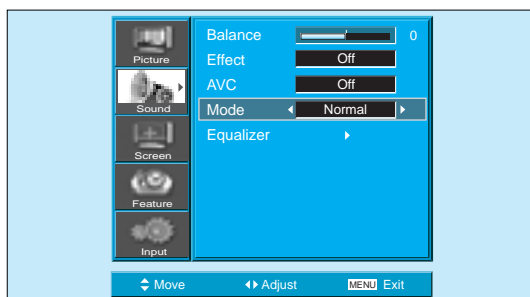 Picture
Sound
Screen
Feature
Input
Balance 0
Effect Off
AVC Off
Mode Normal
Equalizer
Move Adjust MENU Exit